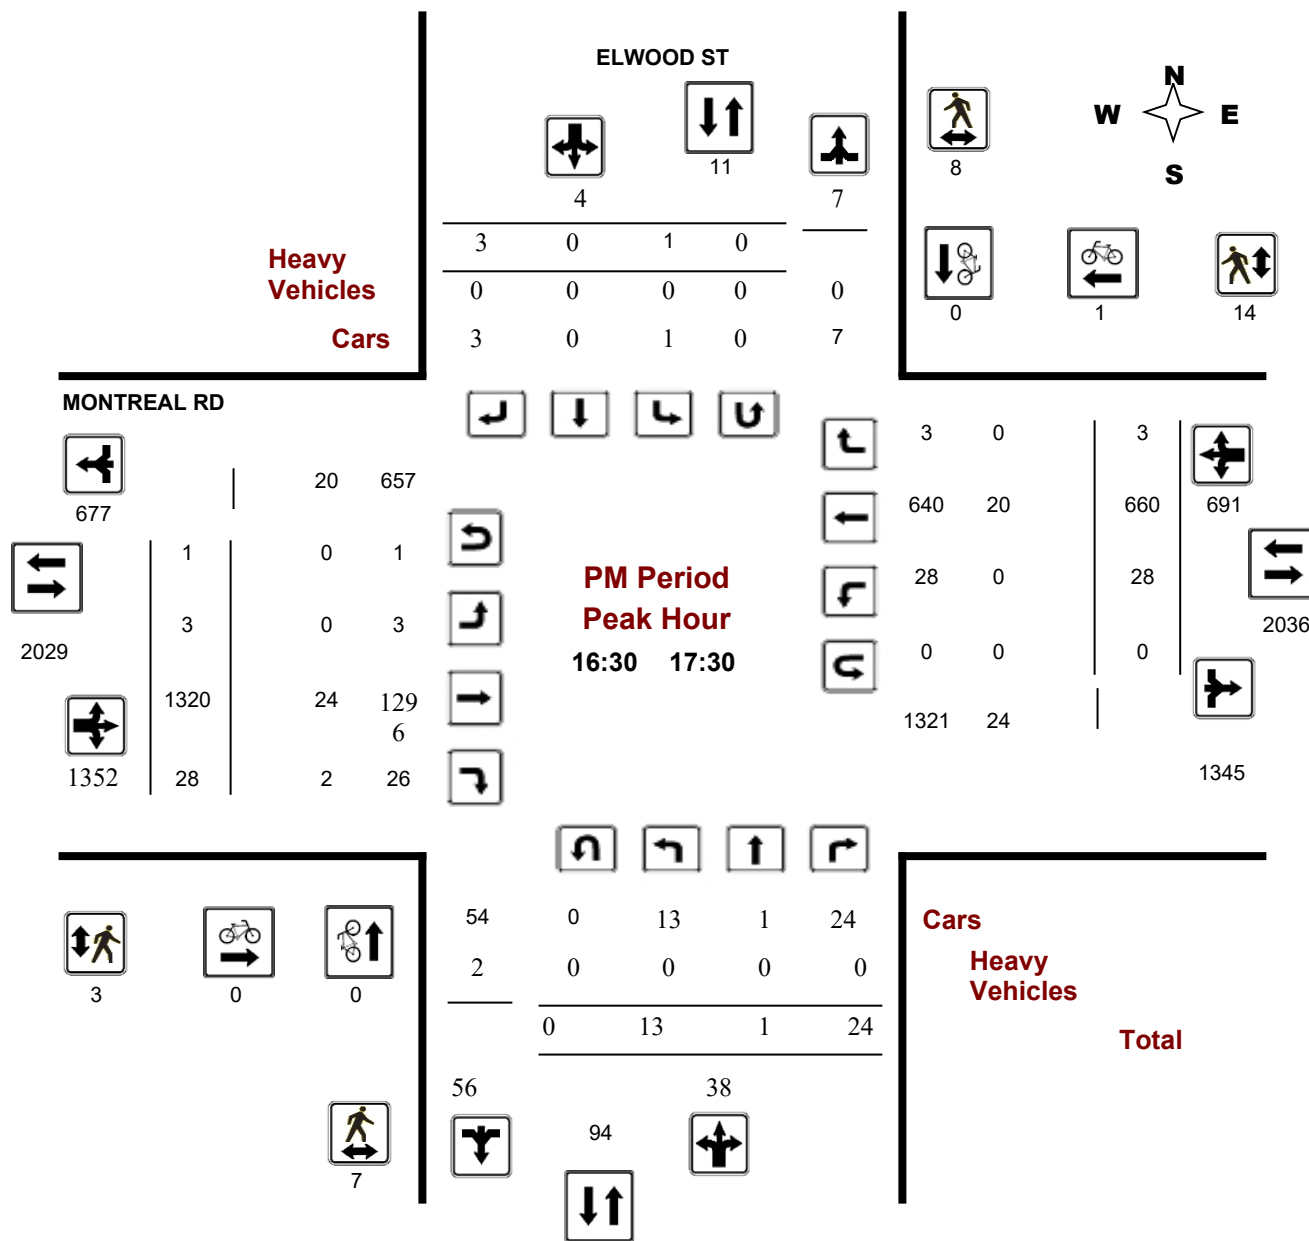 ELWOOD ST
N
W E
S
11
8
4 7
3 0 1 0
Heavy
Vehicles
0 0 0 0 0
0 1 14
Cars
3 0 1 0 7
MONTREAL RD
3 0 3
20 657
677
640 20 660 691
1 0 1
PM Period
Peak Hour
16:30 17:30
28 0 28
2036
3 0 3
2029
0 0 0
1320 24 129
6
1321 24
1352 28 2 26
1345
54 0 13 1 24
Cars
2 0 0 0 0
Heavy
Vehicles
3 0 0
0 13 1 24
Total
56 38
94
7